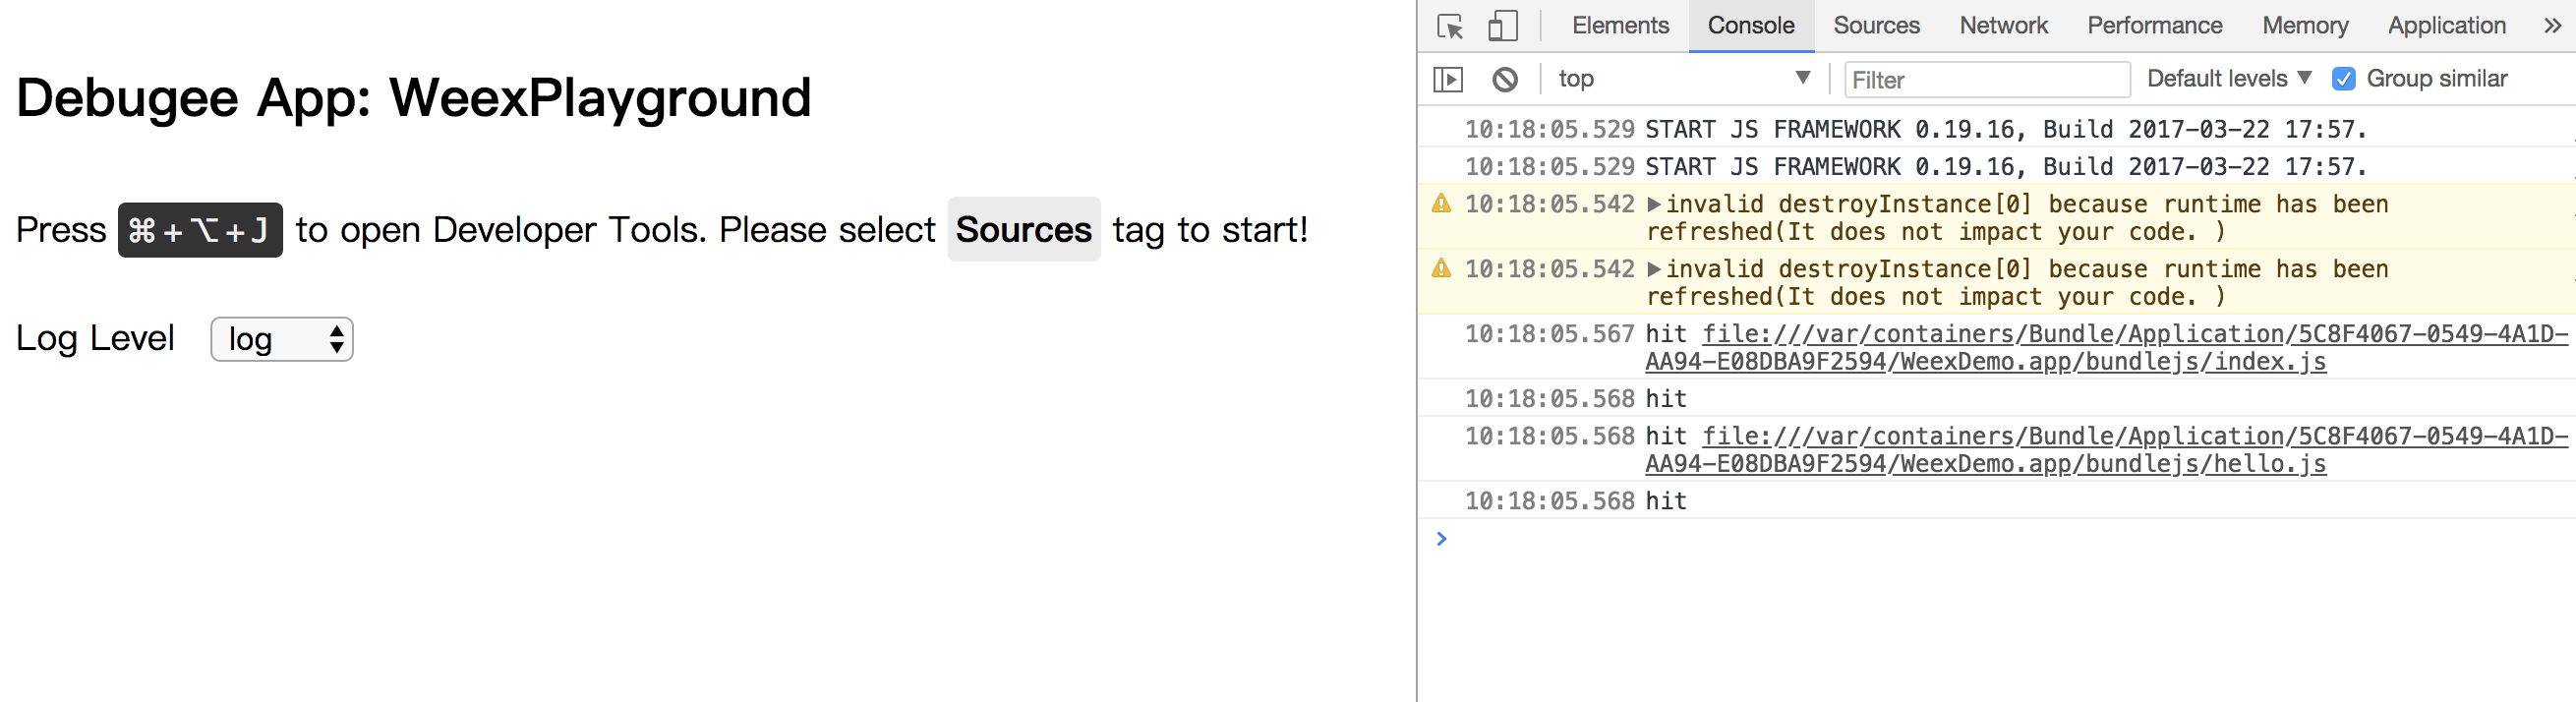 Debugee App: WeexPlayground
Press ⌘+⌥+J to open Developer Tools. Please select Sources tag to start!
Log Level log
Elements Console Sources Network Performance Memory Application »
top Filter Default levels Group similar
10:18:05.529 START JS FRAMEWORK 0.19.16, Build 2017-03-22 17:57.
10:18:05.529 START JS FRAMEWORK 0.19.16, Build 2017-03-22 17:57.
10:18:05.542 ▶invalid destroyInstance[0] because runtime has been
refreshed(It does not impact your code. )
10:18:05.542 ▶invalid destroyInstance[0] because runtime has been
refreshed(It does not impact your code. )
10:18:05.567 hit file:///var/containers/Bundle/Application/5C8F4067-0549-4A1D-
AA94-E08DBA9F2594/WeexDemo.app/bundlejs/index.js
10:18:05.568 hit
10:18:05.568 hit file:///var/containers/Bundle/Application/5C8F4067-0549-4A1D-
AA94-E08DBA9F2594/WeexDemo.app/bundlejs/hello.js
10:18:05.568 hit